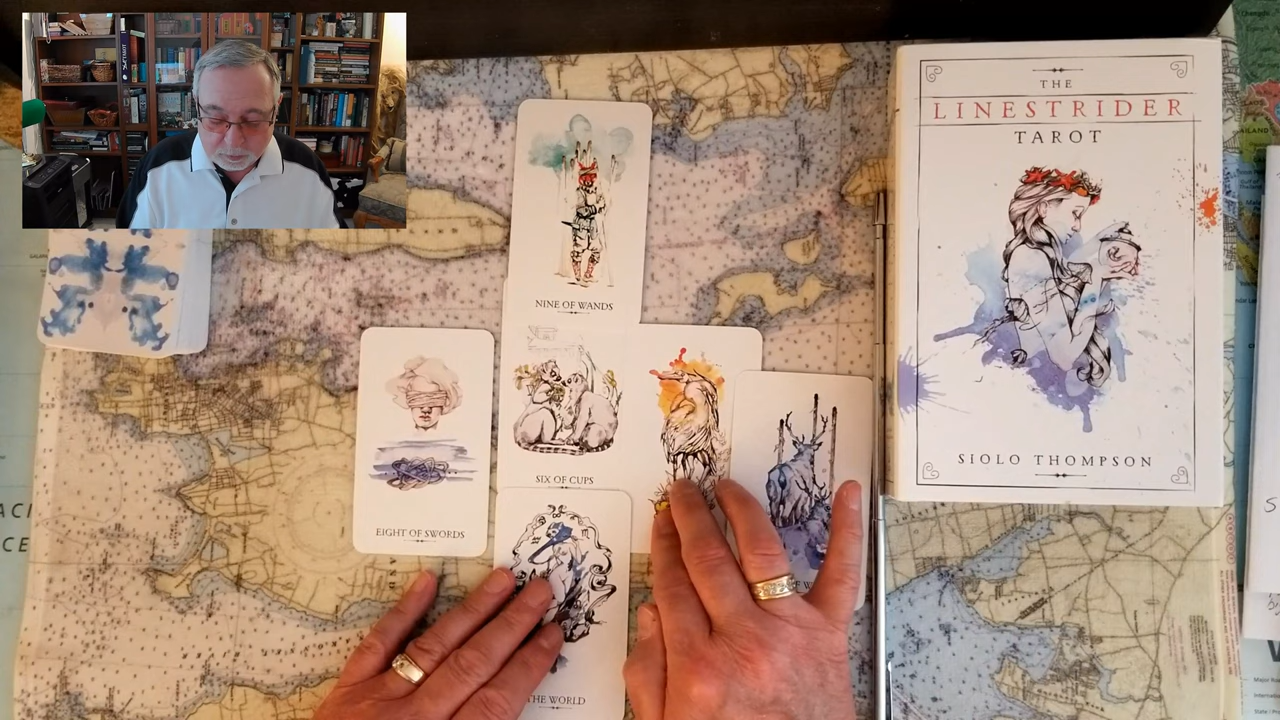 NINE OF WANDS
SIX OF CUPS
EIGHT OF SWORDS
THE WORLD
THE
LINESTRIDER
TAROT
SIOLO THOMPSON